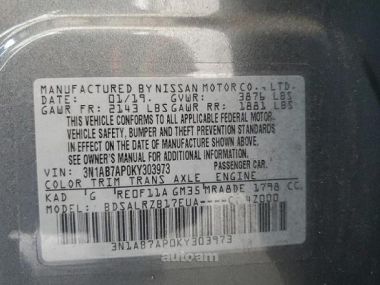 MANUFACTURED BY NISSAN MOTOR CO., LTD.
DATE: 01/19. GVWR: 3876 LBS
GAWR FR: 2143 LBS GAWR RR: 1881 LBS
THIS VEHICLE CONFORMS TO ALL APPLICABLE FEDERAL MOTOR
VEHICLE SAFETY, BUMPER AND THEFT PREVENTION STANDARDS
IN EFFECT ON THE DATE OF MANUFACTURE SHOWN ABOVE.
SEE OWNER'S MANUAL FOR ADDITIONAL INFORMATION.
VIN: 3N1AB7AP0KY303973 PASSENGER CAR
COLOR TRIM TRANS AXLE ENGINE
KAD G RE0F11A GM35 MRA8DE 1798 CC
MODEL: BDSALRZB17EUA- C 4Z000
3N1AB7AP0KY303973
autoam